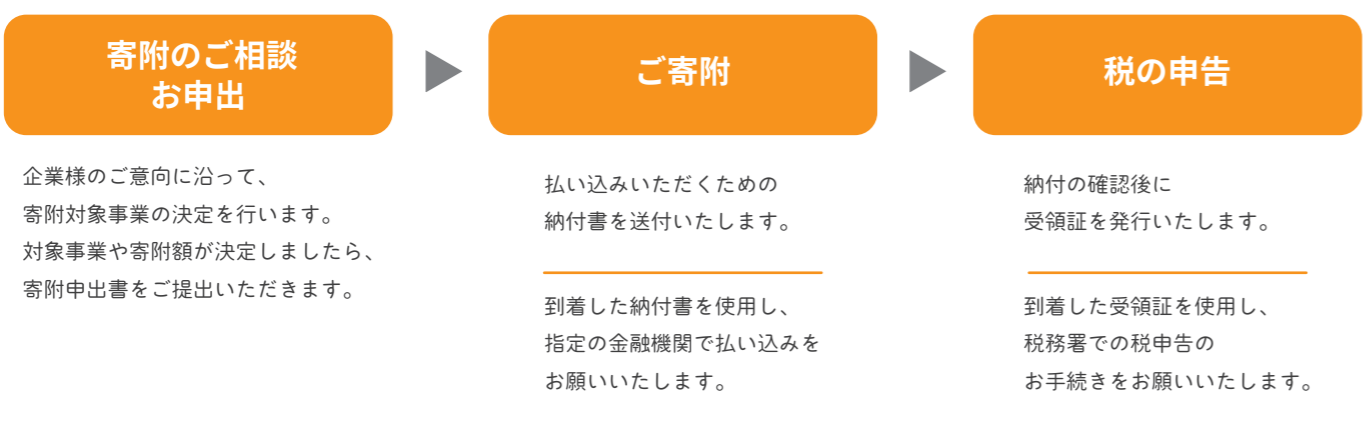 寄附のご相談
お申出
企業様のご意向に沿って、
寄附対象事業の決定を行います。
対象事業や寄附額が決定しましたら、
寄附申出書をご提出いただきます。
ご寄附
払い込みいただくための
納付書を送付いたします。
到着した納付書を使用し、
指定の金融機関で払い込みを
お願いいたします。
税の申告
納付の確認後に
受領証を発行いたします。
到着した受領証を使用し、
税務署での税申告の
お手続きをお願いいたします。